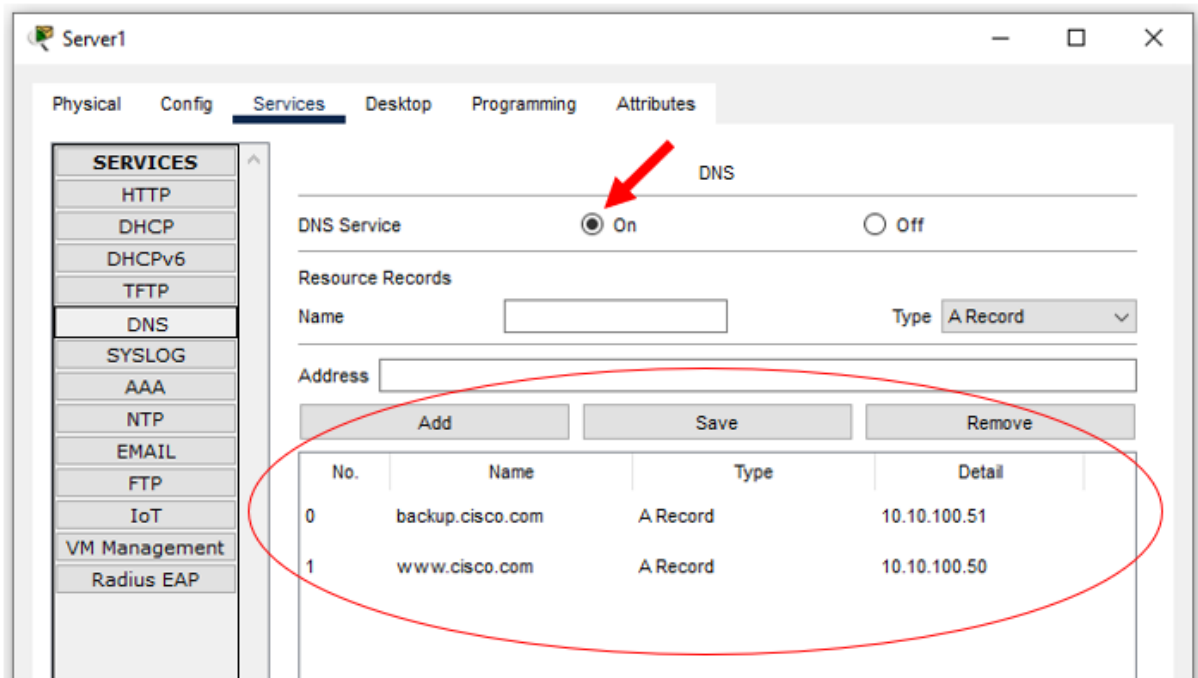 Server1
Physical Config Services Desktop Programming Attributes
SERVICES
HTTP
DHCP
DHCPv6
TFTP
DNS
SYSLOG
AAA
NTP
EMAIL
FTP
IoT
VM Management
Radius EAP
DNS
DNS Service On Off
Resource Records
Name Type A Record
Address
Add Save Remove
No. Name Type Detail
0 backup.cisco.com A Record 10.10.100.51
1 www.cisco.com A Record 10.10.100.50